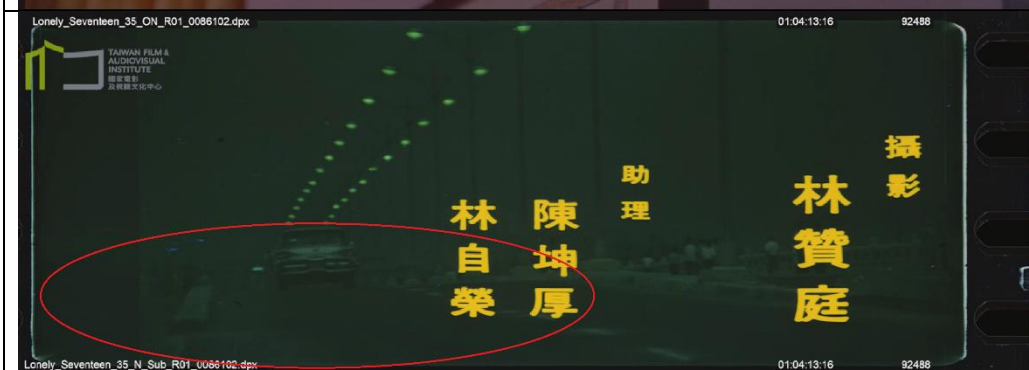 Lonely_Seventeen_35_ON_R01_0086102.dpx
01:04:13:16
92488
TAIWAN FILM &
AUDIOVISUAL
INSTITUTE
國家電影
及視聽文化中心
攝影
林贊庭
助理
陳坤厚
林自榮
Lonely_Seventeen_35_N_Sub_R01_0086102.dpx
01:04:13:16
92488